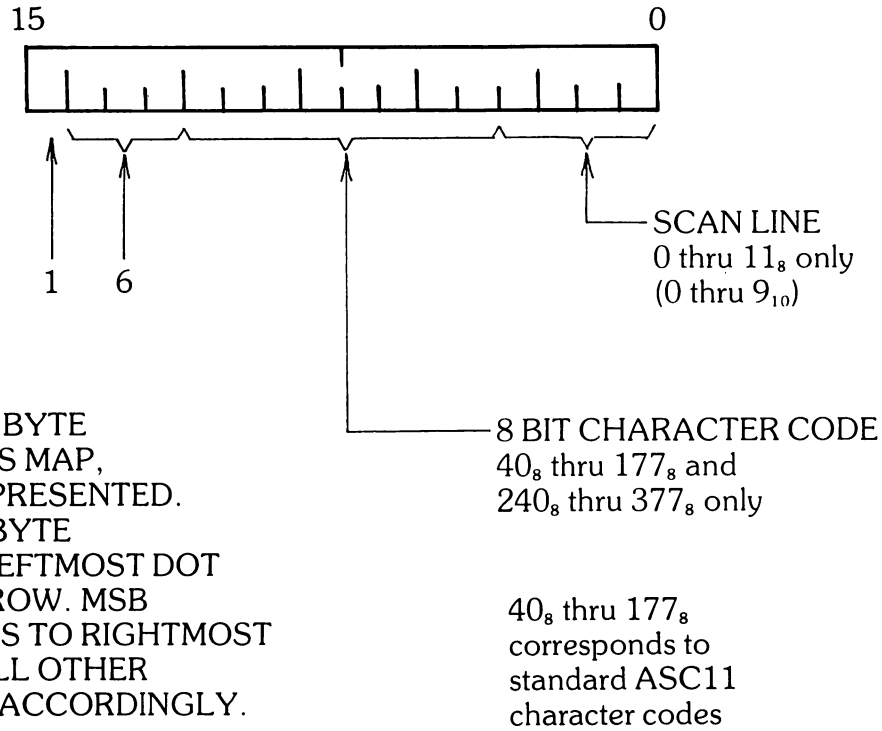 15 0
1 6
SCAN LINE
0 thru 11₈ only
(0 thru 9₁₀)
BYTE
S MAP,
PRESENTED.
BYTE
EFTMOST DOT
ROW. MSB
S TO RIGHTMOST
LL OTHER
ACCORDINGLY.
8 BIT CHARACTER CODE
40₈ thru 177₈ and
240₈ thru 377₈ only
40₈ thru 177₈
corresponds to
standard ASC11
character codes